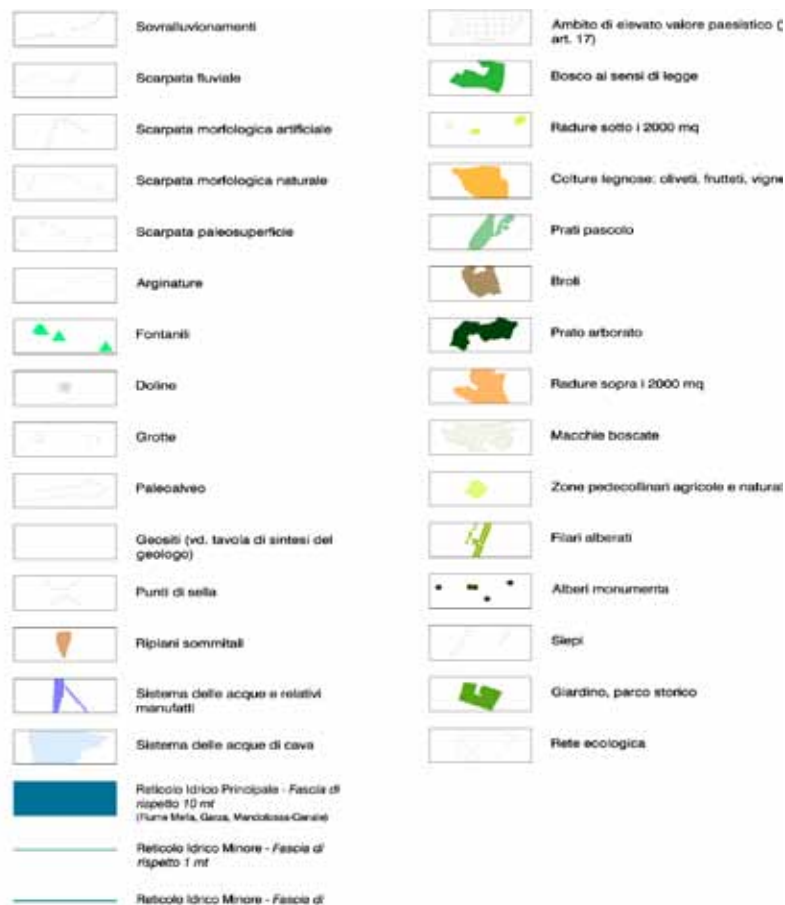 Sovralluvionamenti
Scarpata fluviale
Scarpata morfologica artificiale
Scarpata morfologica naturale
Scarpata paleosuperficie
Arginature
Fontanili
Doline
Grotte
Paleoalveo
Geositi (vd. tavola di sintesi del
geologo)
Punti di sella
Ripiani sommitali
Sistema delle acque e relativi
manufatti
Sistema delle acque di cava
Reticolo Idrico Principale - Fascia di
rispetto 10 mt
(Fiume Mella, Garza, Mandolossa-Canale)
Reticolo Idrico Minore - Fascia di
rispetto 1 mt
Reticolo Idrico Minore - Fascia di
Ambito di elevato valore paesistico (
art. 17)
Bosco ai sensi di legge
Radure sotto i 2000 mq
Colture legnose: oliveti, frutteti, vigne
Prati pascolo
Broli
Prato arborato
Radure sopra i 2000 mq
Macchie boscate
Zone pedecollinari agricole e natural
Filari alberati
Alberi monumenta
Siepi
Giardino, parco storico
Rete ecologica